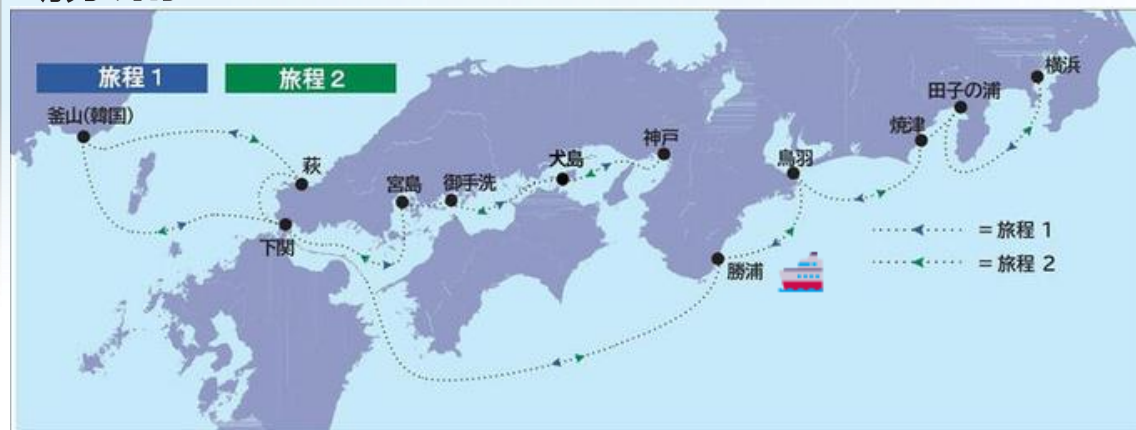 旅程 1
旅程 2
釜山(韓国)
萩
下関
宮島
御手洗
犬島
神戸
勝浦
鳥羽
焼津
田子の浦
横浜
= 旅程 1
= 旅程 2